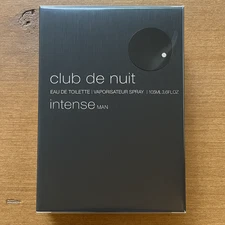 club de nuit
EAU DE TOILETTE / VAPORISATEUR SPRAY / 105ML 3.6FL.OZ
intense MAN